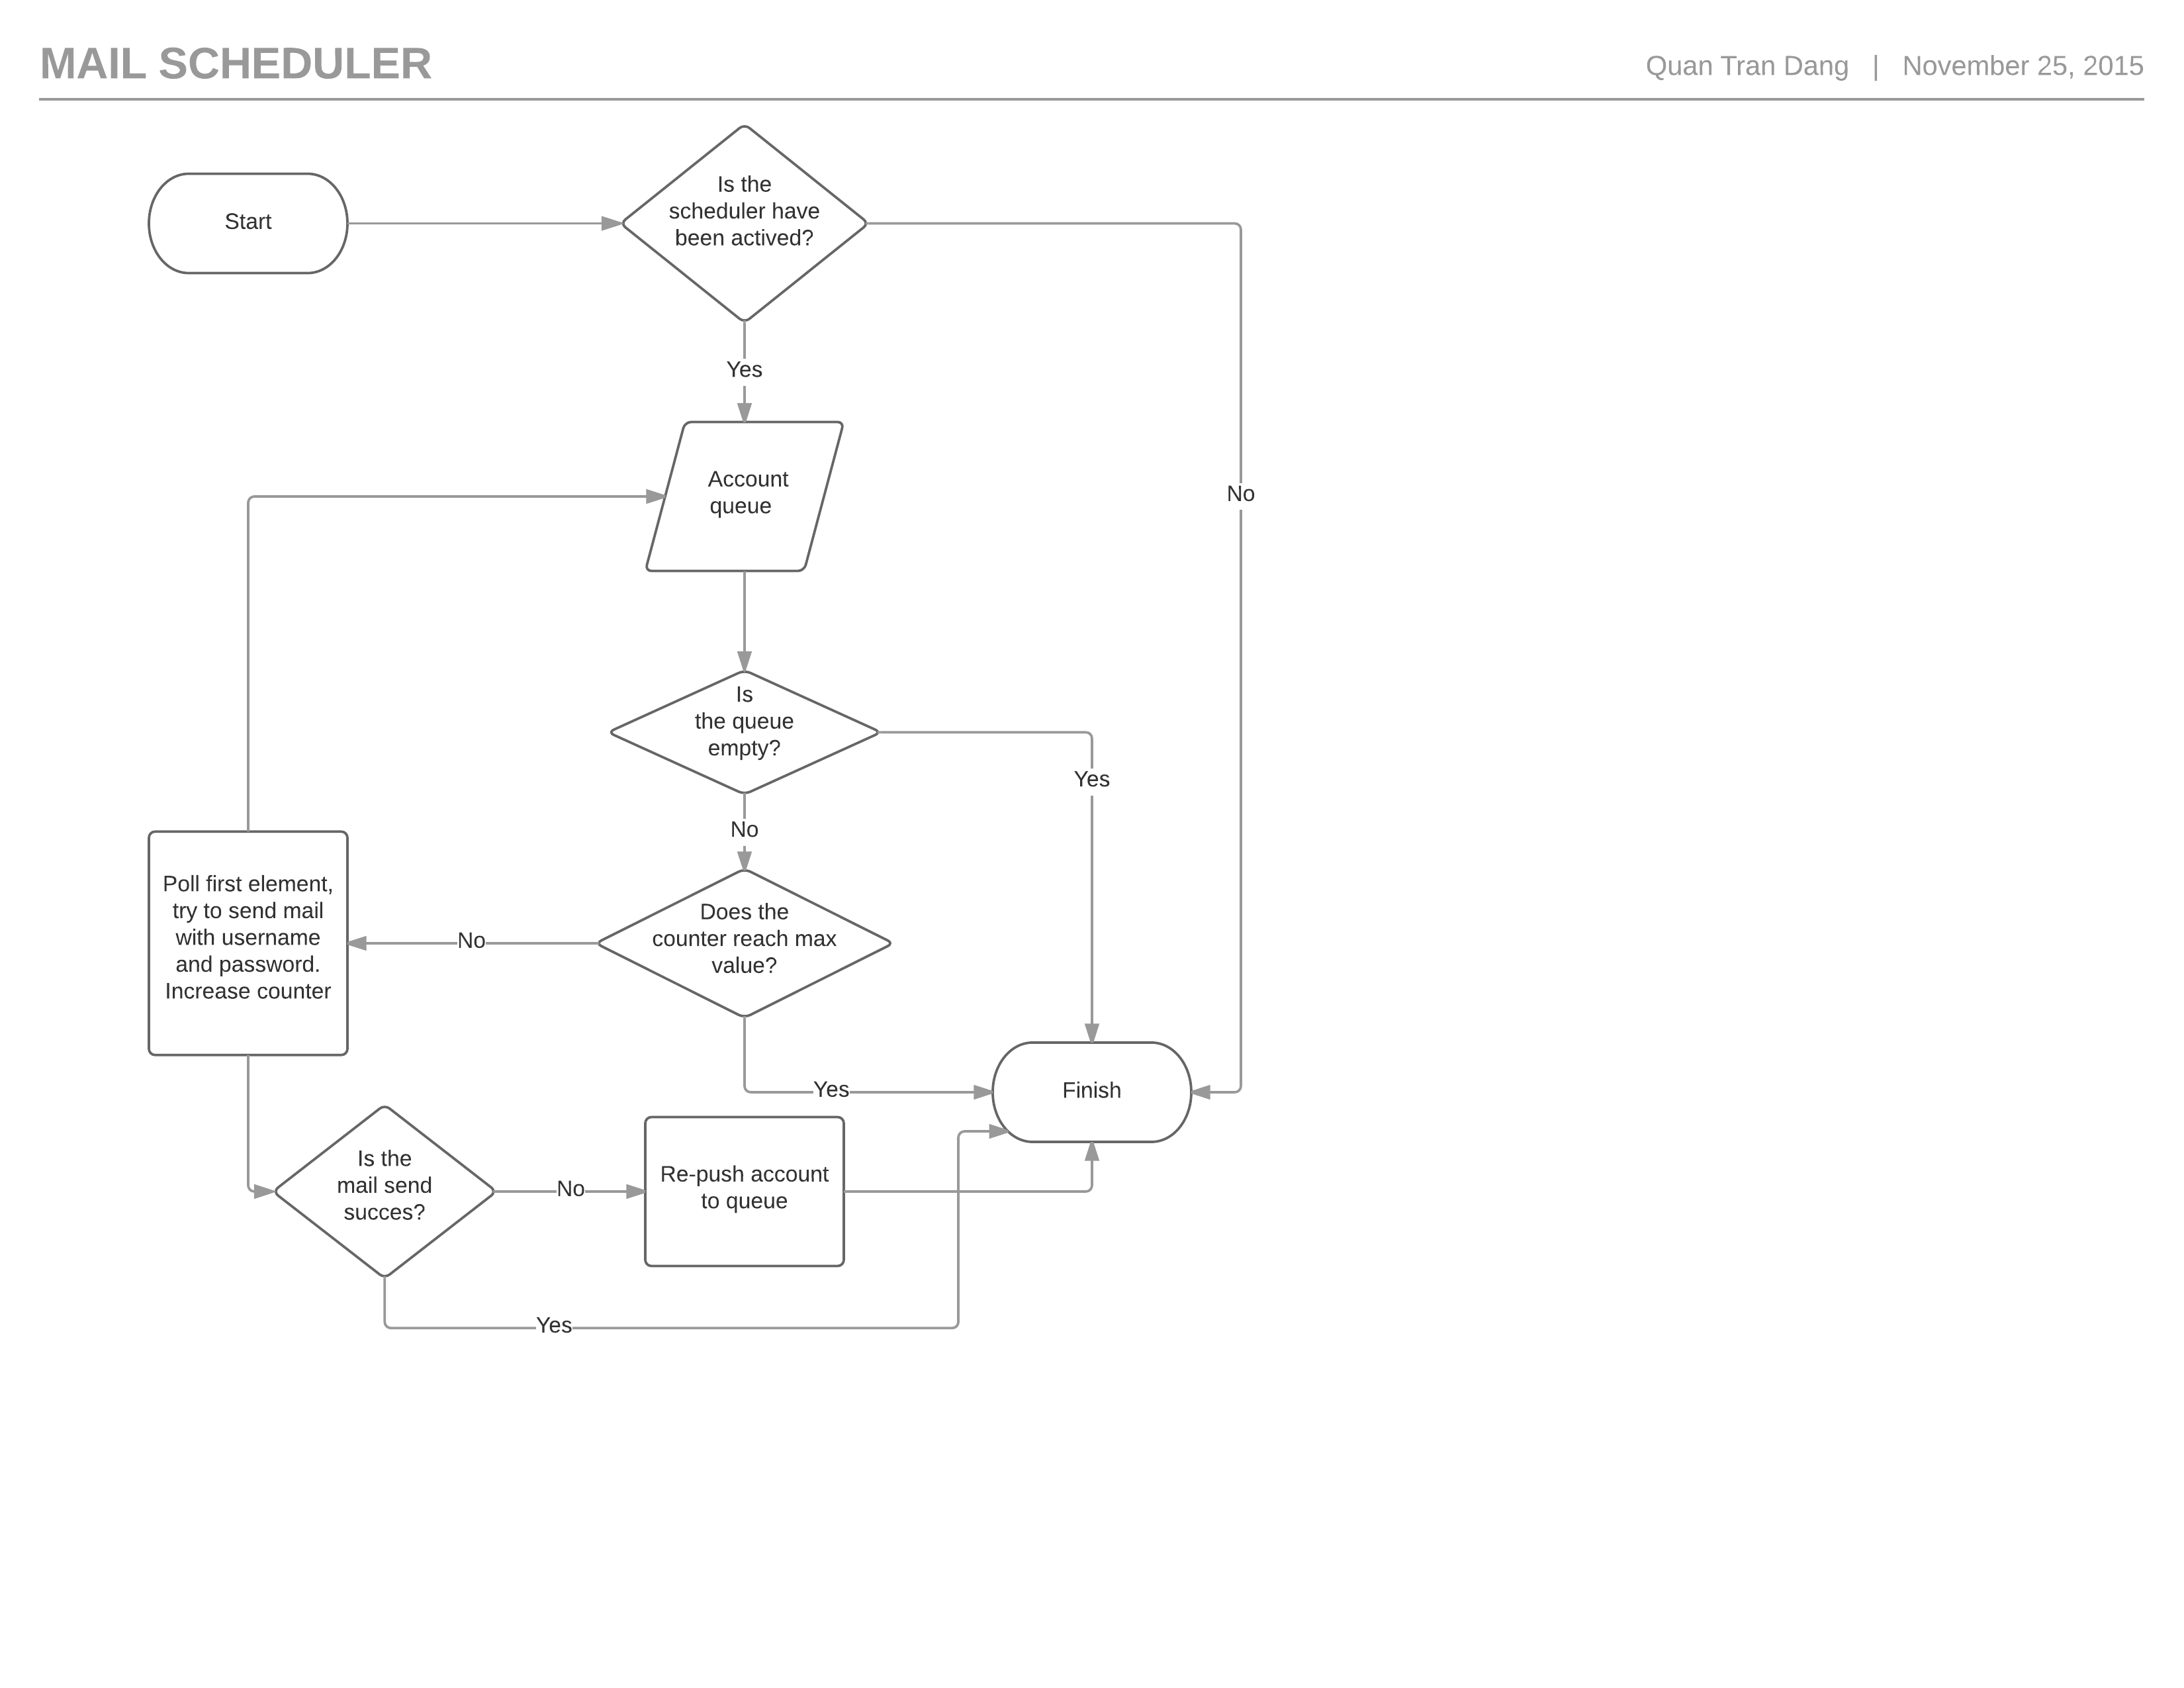 MAIL SCHEDULER
Quan Tran Dang | November 25, 2015
Start
Is the
scheduler have
been actived?
Yes
No
Account
queue
Is
the queue
empty?
Yes
No
Does the
counter reach max
value?
No
Poll first element,
try to send mail
with username
and password.
Increase counter
Yes
Finish
Is the
mail send
succes?
No
Re-push account
to queue
Yes